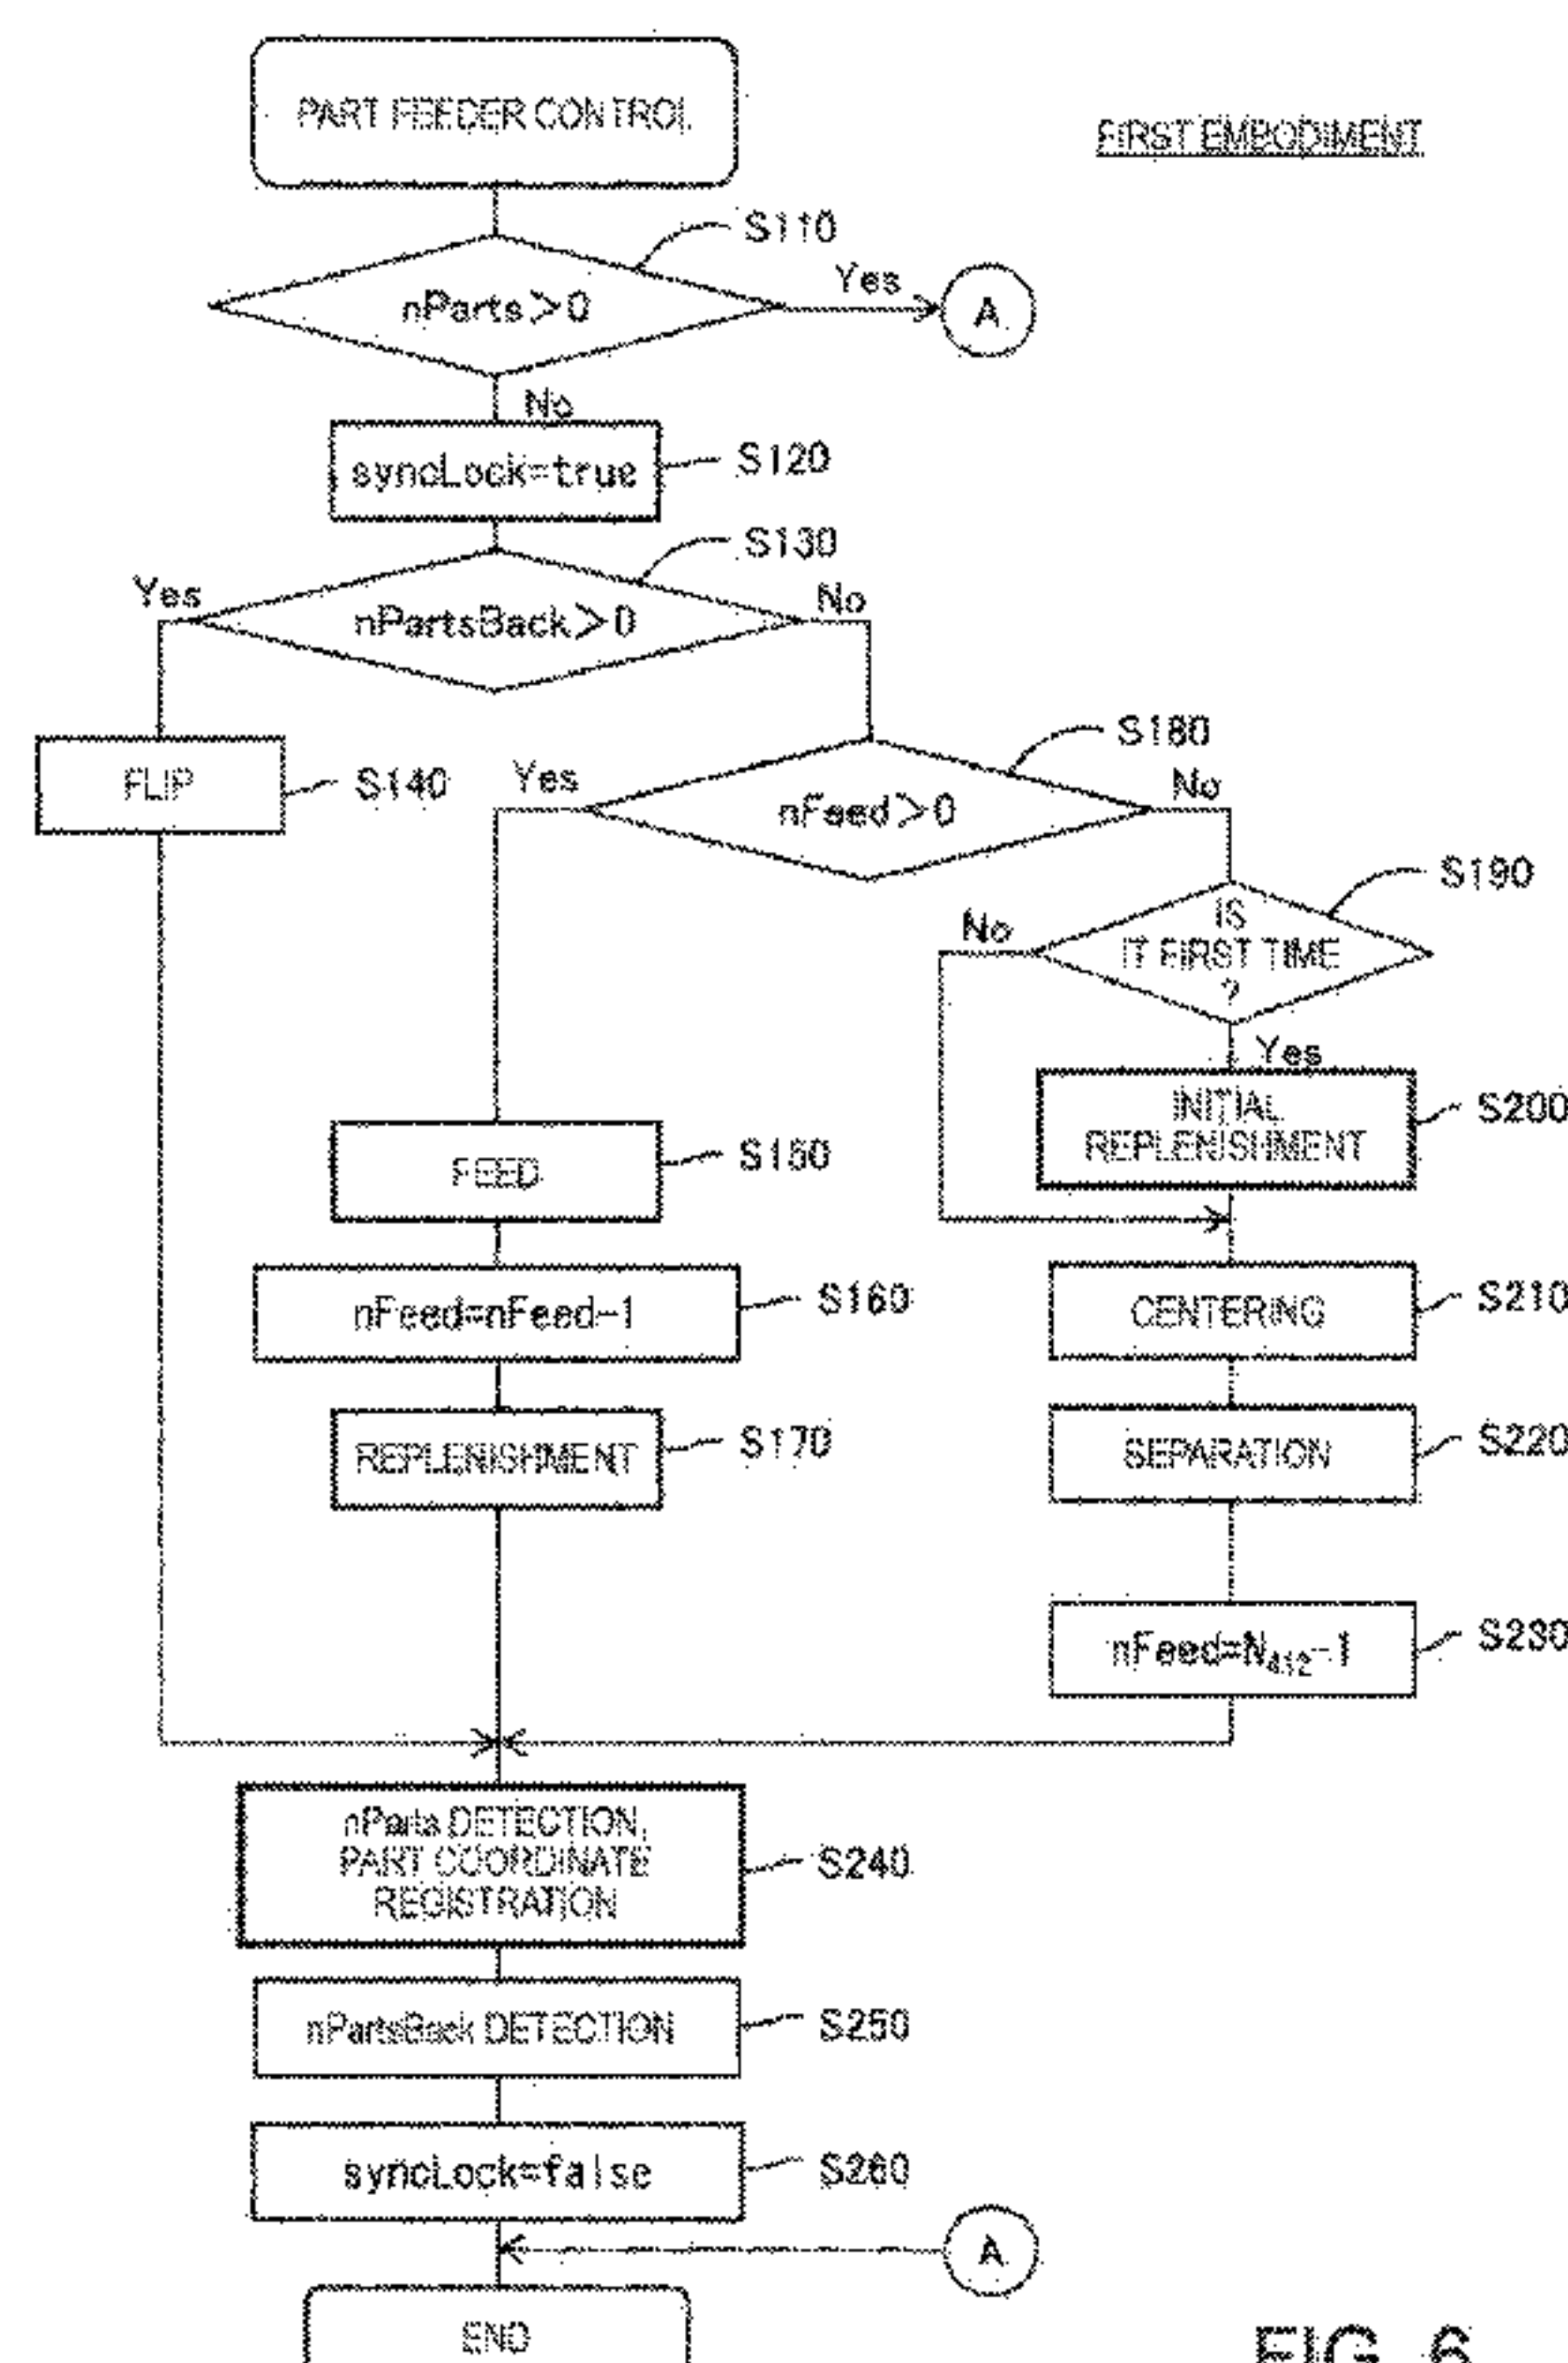 PART FEEDER CONTROL
FIRST EMBODIMENT
S110
nParts>0
Yes
A
No
syncLock=true
S120
S130
Yes
nPartsBack>0
No
S180
FLIP
S140
Yes
nFeed>0
No
S190
IS
IT FIRST TIME
?
No
Yes
INITIAL
REPLENISHMENT
S200
FEED
S150
nFeed=nFeed-1
S160
CENTERING
S210
REPLENISHMENT
S170
SEPARATION
S220
nFeed=N412-1
S230
nParts DETECTION,
PART COORDINATE
REGISTRATION
S240
nPartsBack DETECTION
S250
syncLock=false
S260
A
END
FIG. 6